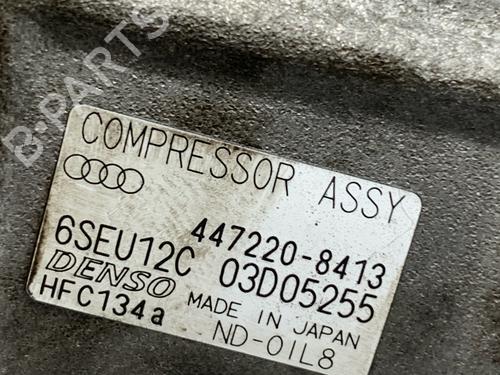 B-PARTS
COMPRESSOR ASSY
447220-8413
6SEU12C 03D05255
DENSO MADE IN JAPAN
HFC134a ND-OIL8